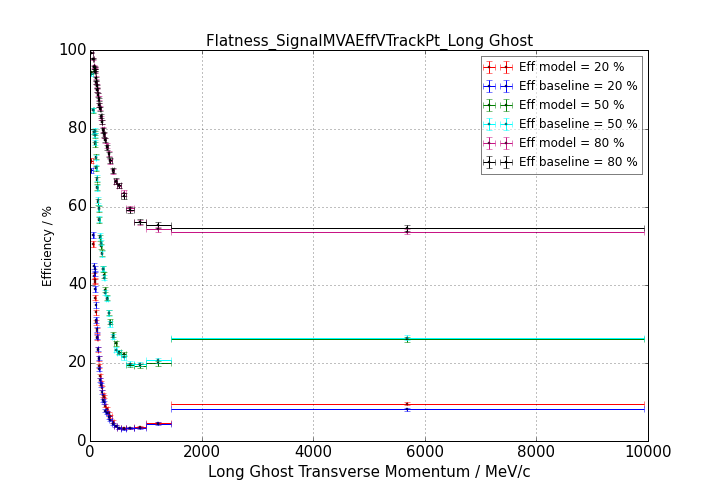 Flatness_SignalMVAEffVTrackPt_Long Ghost
100
80
60
40
20
0
Efficiency / %
Eff model = 20 %
Eff baseline = 20 %
Eff model = 50 %
Eff baseline = 50 %
Eff model = 80 %
Eff baseline = 80 %
0 2000 4000 6000 8000 10000
Long Ghost Transverse Momentum / MeV/c